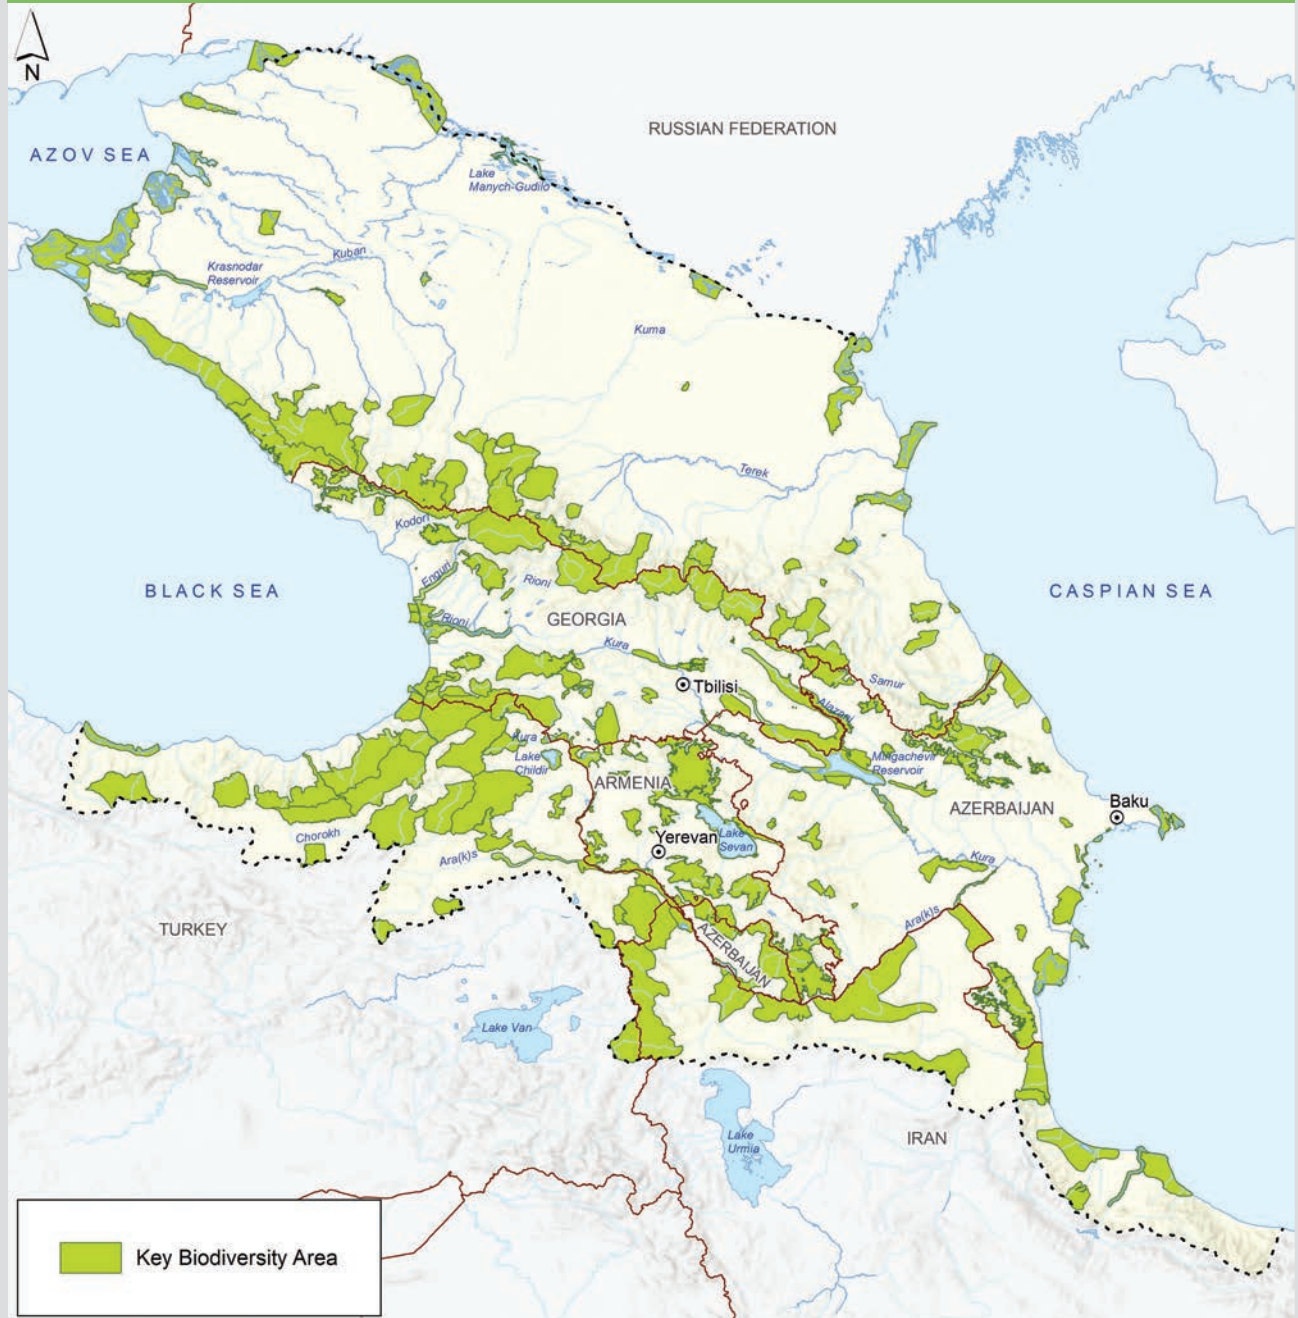 N
RUSSIAN FEDERATION
AZOV SEA
Lake
Manych-Gudilo
Kuban
Krasnodar
Reservoir
Kuma
Terek
Kodori
BLACK SEA
Enguri
Rioni
CASPIAN SEA
Rioni
GEORGIA
Kura
Tbilisi
Samur
Alazani
Kura
Lake
Childir
Mingachevir
Reservoir
ARMENIA
AZERBAIJAN
Baku
Chorokh
Yerevan
Lake
Sevan
Ara(k)s
Kura
Ara(k)s
TURKEY
AZERBAIJAN
Lake Van
Lake
Urmia
IRAN
Key Biodiversity Area